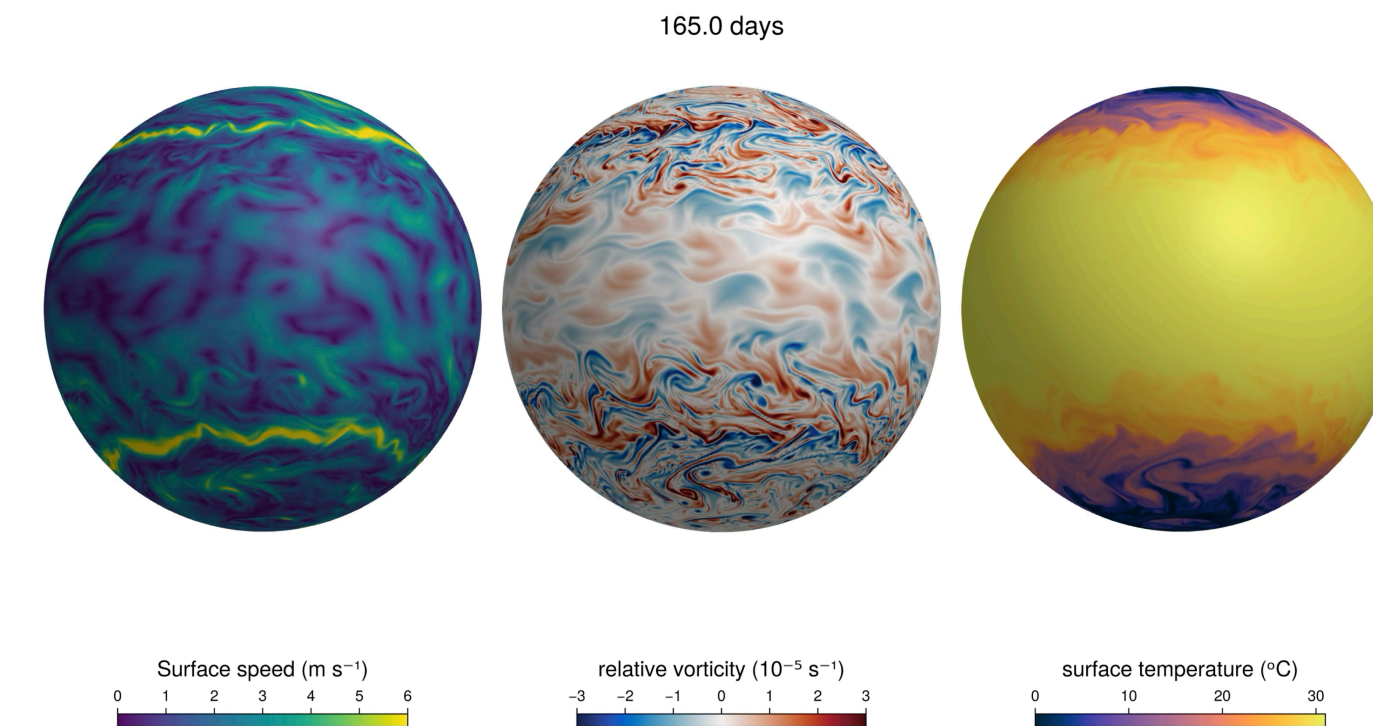 165.0 days
Surface speed (m s⁻¹)
0 1 2 3 4 5 6
relative vorticity (10⁻⁵ s⁻¹)
−3 −2 −1 0 1 2 3
surface temperature (ᵒC)
0 10 20 30